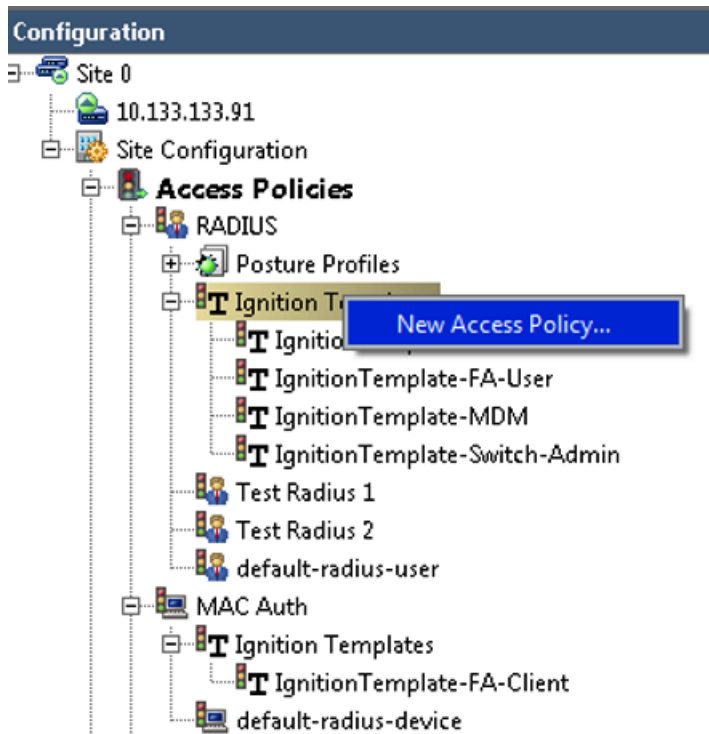 Configuration
Site 0
10.133.133.91
Site Configuration
Access Policies
RADIUS
Posture Profiles
Ignition
New Access Policy...
IgnitionTemplate-FA-User
IgnitionTemplate-MDM
IgnitionTemplate-Switch-Admin
Test Radius 1
Test Radius 2
default-radius-user
MAC Auth
Ignition Templates
IgnitionTemplate-FA-Client
default-radius-device